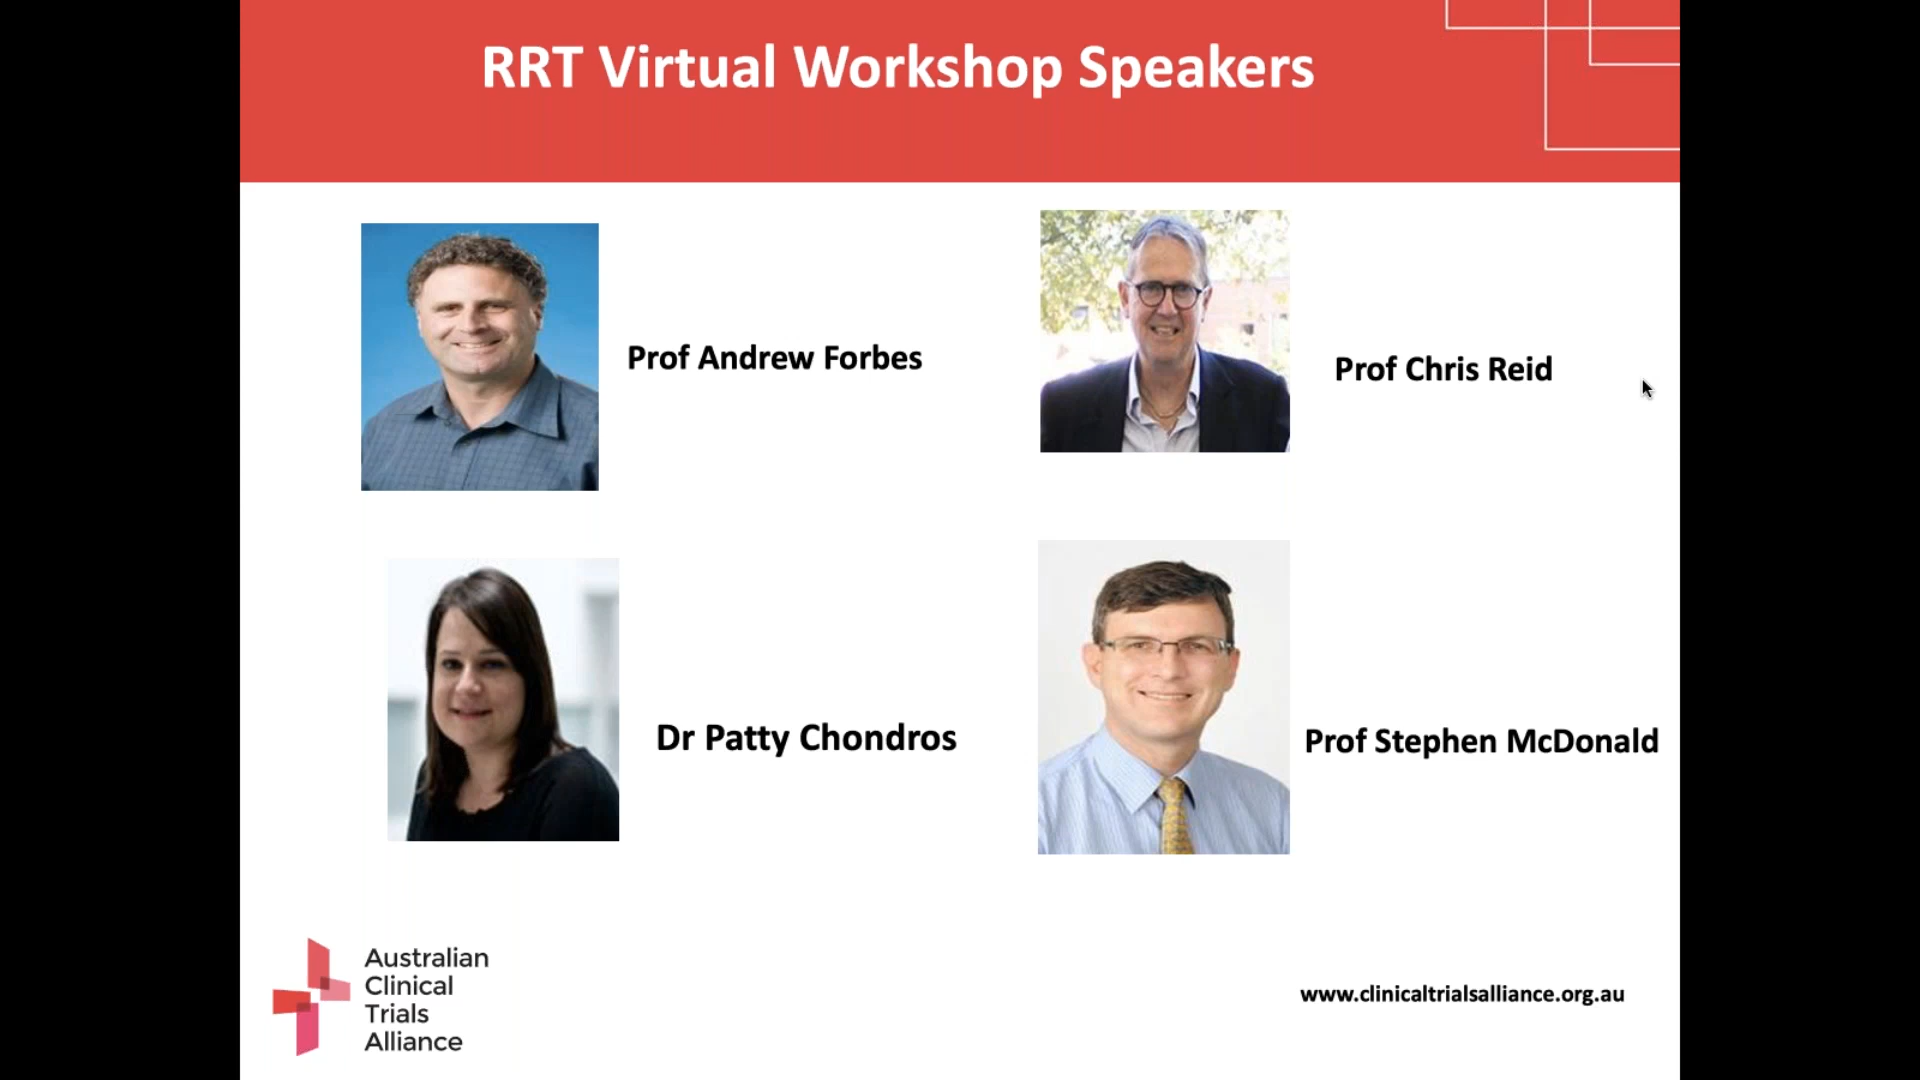 RRT Virtual Workshop Speakers
Prof Andrew Forbes
Prof Chris Reid
Dr Patty Chondros
Prof Stephen McDonald
Australian
Clinical
Trials
Alliance
www.clinicaltrialsalliance.org.au